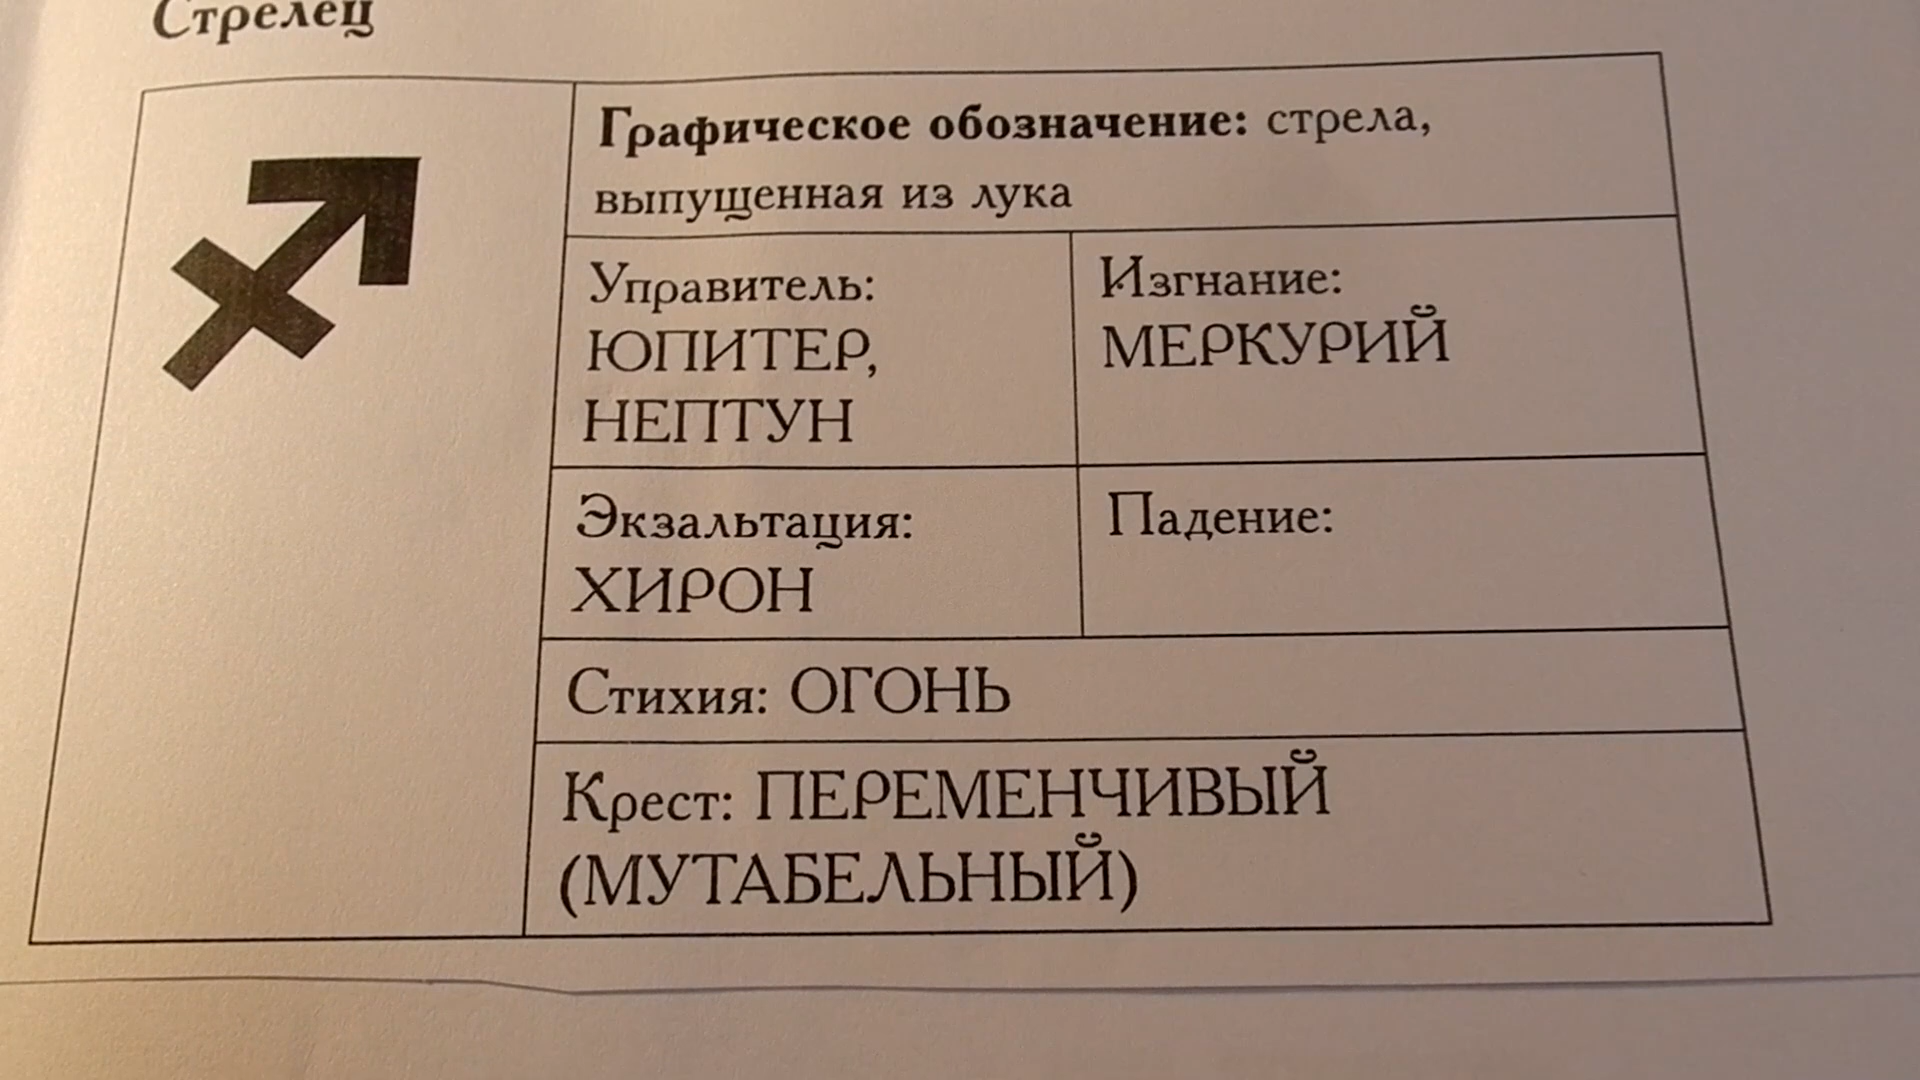 Стрелец
Графическое обозначение: стрела,
выпущенная из лука
Управитель:
ЮПИТЕР,
НЕПТУН
Изгнание:
МЕРКУРИЙ
Экзальтация:
ХИРОН
Падение:
Стихия: ОГОНЬ
Крест: ПЕРЕМЕНЧИВЫЙ
(МУТАБЕЛЬНЫЙ)